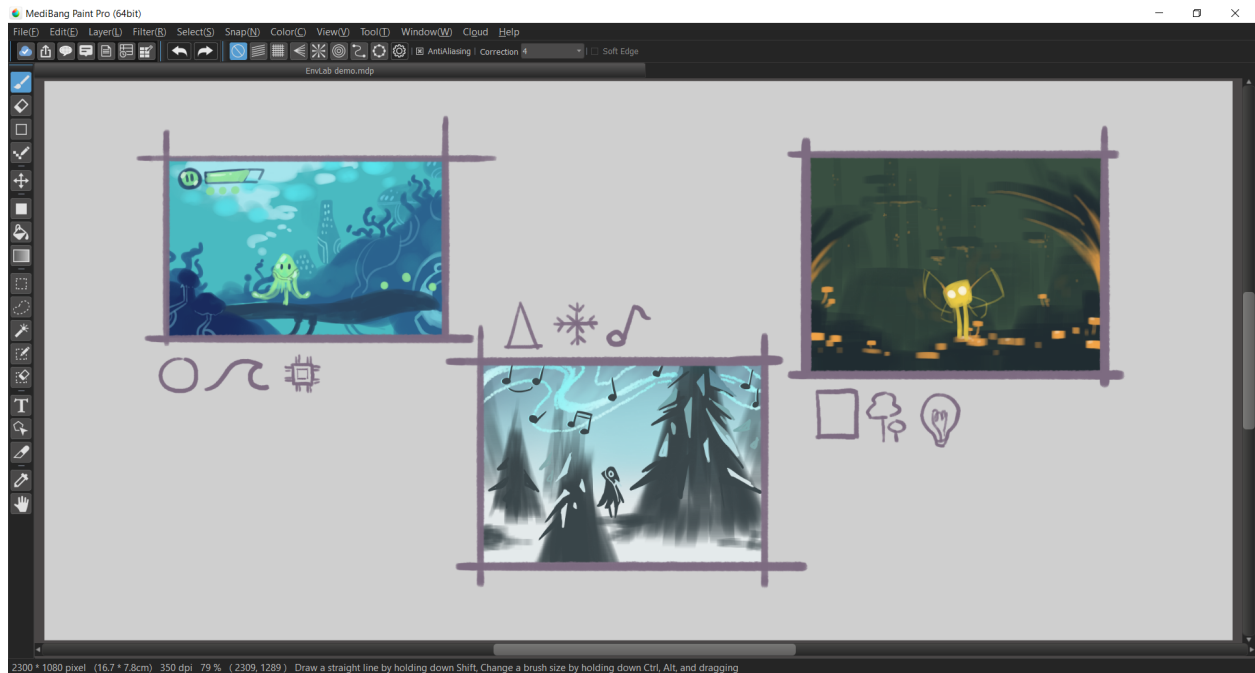 MediBang Paint Pro (64bit)
File(F) Edit(E) Layer(L) Filter(R) Select(S) Snap(N) Color(C) View(V) Tool(T) Window(W) Cloud Help
AntiAliasing Correction 4 Soft Edge
EnvLab demo.mdp
T
2300 * 1080 pixel (16.7 * 7.8cm) 350 dpi 79 % ( 2309, 1289 ) Draw a straight line by holding down Shift, Change a brush size by holding down Ctrl, Alt, and dragging